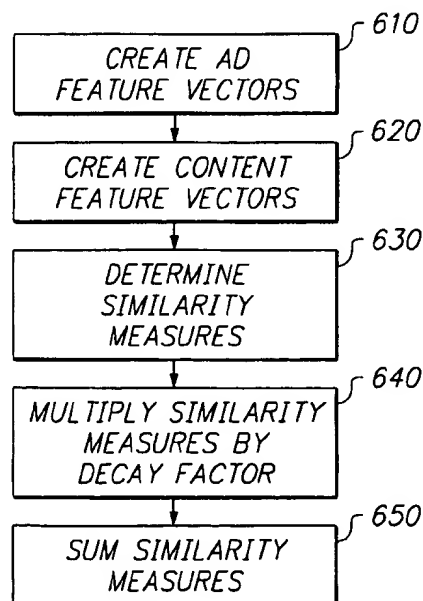 610
CREATE AD
FEATURE VECTORS
620
CREATE CONTENT
FEATURE VECTORS
630
DETERMINE
SIMILARITY
MEASURES
640
MULTIPLY SIMILARITY
MEASURES BY
DECAY FACTOR
650
SUM SIMILARITY
MEASURES